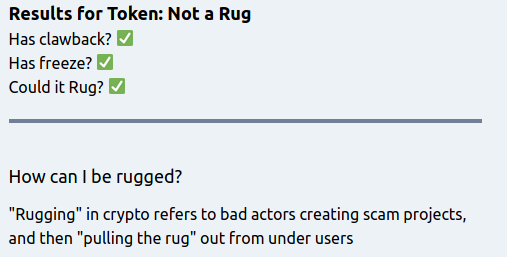 Results for Token: Not a Rug
Has clawback? ✅
Has freeze? ✅
Could it Rug? ✅
How can I be rugged?
"Rugging" in crypto refers to bad actors creating scam projects,
and then "pulling the rug" out from under users